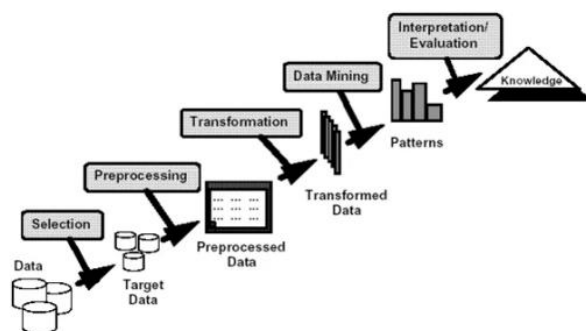 Interpretation/
Evaluation
Data Mining
Knowledge
Transformation
Patterns
Preprocessing
Transformed
Data
Selection
Preprocessed
Data
Data
Target
Data